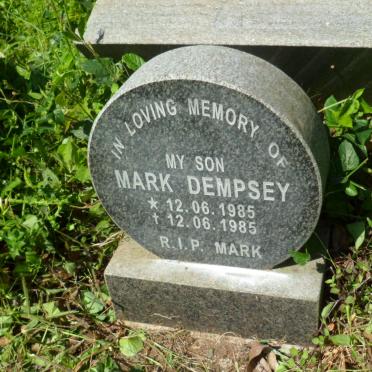 IN LOVING MEMORY OF
MY SON
MARK DEMPSEY
★ 12.06.1985
† 12.06.1985
R.I.P. MARK